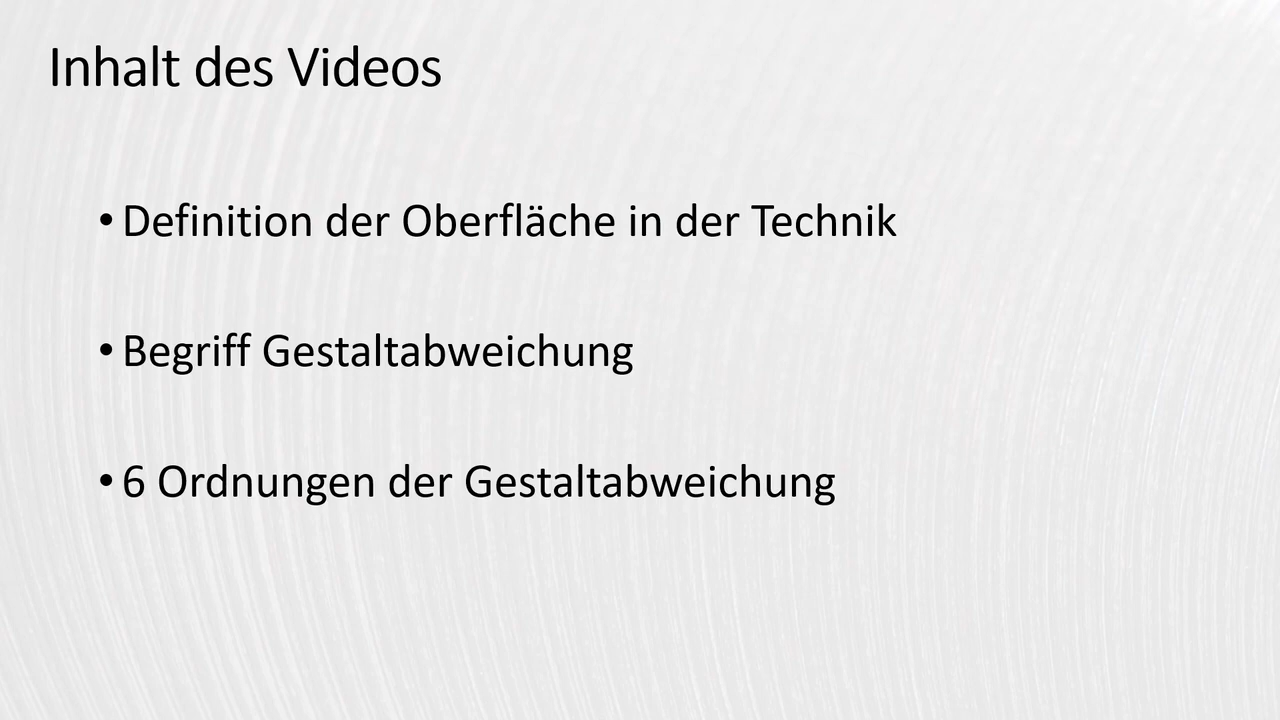 Inhalt des Videos
• Definition der Oberfläche in der Technik
• Begriff Gestaltabweichung
• 6 Ordnungen der Gestaltabweichung